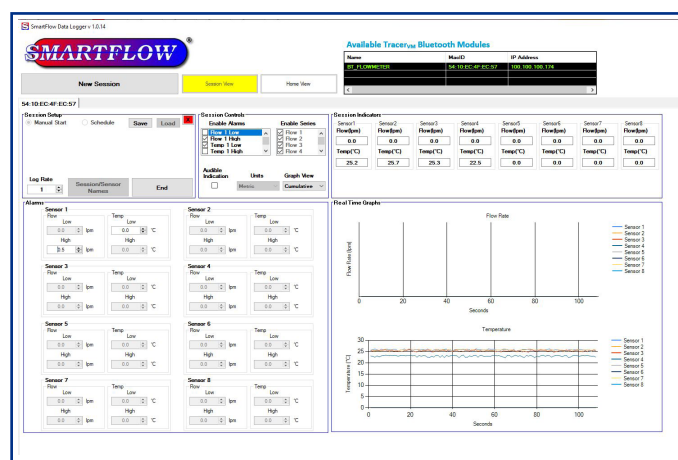 SmartFlow Data Logger v 1.0.14
SMARTFLOW®
Available TracerVM Bluetooth Modules
Name MacID IP Address
BT_FLOWMETER 54:10:EC:4F:EC:57 100.100.100.174
New Session Session View Home View
54:10:EC:4F:EC:57
Session Setup
Manual Start Schedule Save Load X
Log Rate
1 Session/Sensor Names End
Session Controls
Enable Alarms Enable Series
Flow 1 Low Flow 1
Flow 1 High Flow 2
Temp 1 Low Flow 3
Temp 1 High Flow 4
Audible Indication Units Graph View
Metric Cumulative
Session Indicators
Sensor1 Sensor2 Sensor3 Sensor4 Sensor5 Sensor6 Sensor7 Sensor8
Flow(lpm) Flow(lpm) Flow(lpm) Flow(lpm) Flow(lpm) Flow(lpm) Flow(lpm) Flow(lpm)
0.0 0.0 0.0 0.0 0.0 0.0 0.0 0.0
Temp(°C) Temp(°C) Temp(°C) Temp(°C) Temp(°C) Temp(°C) Temp(°C) Temp(°C)
25.2 25.7 25.3 22.5 0.0 0.0 0.0 0.0
Alarms
Sensor 1 Sensor 2
Flow Temp Flow Temp
Low Low Low Low
0.0 lpm 0.0 °C 0.0 lpm 0.0 °C
High High High High
0.5 lpm 0.0 °C 0.0 lpm 0.0 °C
Sensor 3 Sensor 4
Flow Temp Flow Temp
Low Low Low Low
0.0 lpm 0.0 °C 0.0 lpm 0.0 °C
High High High High
0.0 lpm 0.0 °C 0.0 lpm 0.0 °C
Sensor 5 Sensor 6
Flow Temp Flow Temp
Low Low Low Low
0.0 lpm 0.0 °C 0.0 lpm 0.0 °C
High High High High
0.0 lpm 0.0 °C 0.0 lpm 0.0 °C
Sensor 7 Sensor 8
Flow Temp Flow Temp
Low Low Low Low
0.0 lpm 0.0 °C 0.0 lpm 0.0 °C
High High High High
0.0 lpm 0.0 °C 0.0 lpm 0.0 °C
Real Time Graphs
Flow Rate
Flow Rate (lpm)
0 20 40 60 80 100
Seconds
Sensor 1
Sensor 2
Sensor 3
Sensor 4
Sensor 5
Sensor 6
Sensor 7
Sensor 8
Temperature
Temperature (°C)
30
25
20
15
10
5
0
0 20 40 60 80 100
Seconds
Sensor 1
Sensor 2
Sensor 3
Sensor 4
Sensor 5
Sensor 6
Sensor 7
Sensor 8